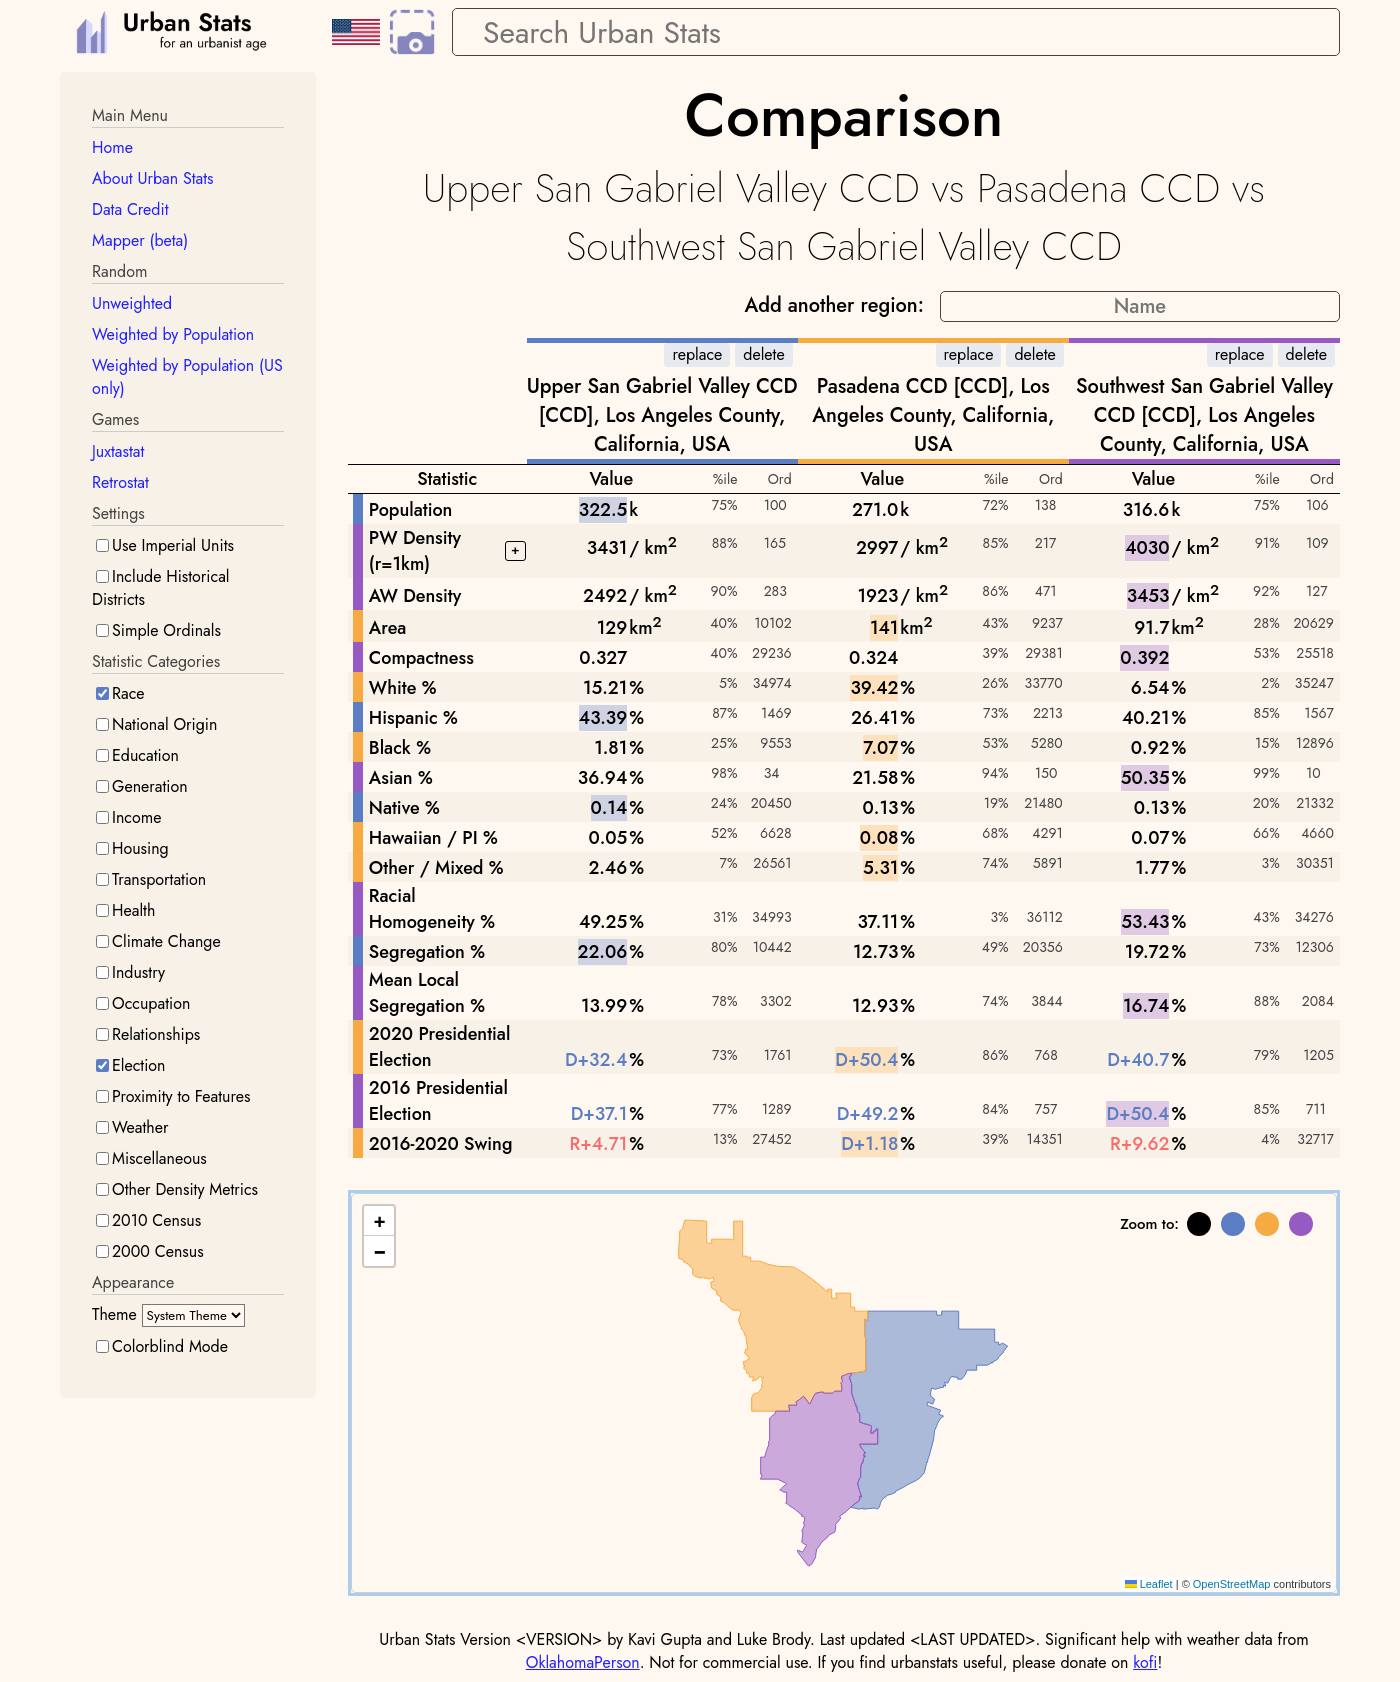 Urban Stats
for an urbanist age
Search Urban Stats
Main Menu
Home
About Urban Stats
Data Credit
Mapper (beta)
Random
Unweighted
Weighted by Population
Weighted by Population (US
only)
Games
Juxtastat
Retrostat
Settings
Use Imperial Units
Include Historical
Districts
Simple Ordinals
Statistic Categories
Race
National Origin
Education
Generation
Income
Housing
Transportation
Health
Climate Change
Industry
Occupation
Relationships
Election
Proximity to Features
Weather
Miscellaneous
Other Density Metrics
2010 Census
2000 Census
Appearance
Theme System Theme
Colorblind Mode
Comparison
Upper San Gabriel Valley CCD vs Pasadena CCD vs
Southwest San Gabriel Valley CCD
Add another region: Name
replace delete replace delete replace delete
Upper San Gabriel Valley CCD Pasadena CCD [CCD], Los Southwest San Gabriel Valley
[CCD], Los Angeles County, Angeles County, California, CCD [CCD], Los Angeles
California, USA USA County, California, USA
Statistic Value %ile Ord Value %ile Ord Value %ile Ord
Population 322.5k 75% 100 271.0k 72% 138 316.6k 75% 106
PW Density
(r=1km) + 3431/ km2 88% 165 2997/ km2 85% 217 4030/ km2 91% 109
AW Density 2492/ km2 90% 283 1923/ km2 86% 471 3453/ km2 92% 127
Area 129km2 40% 10102 141km2 43% 9237 91.7km2 28% 20629
Compactness 0.327 40% 29236 0.324 39% 29381 0.392 53% 25518
White % 15.21% 5% 34974 39.42% 26% 33770 6.54% 2% 35247
Hispanic % 43.39% 87% 1469 26.41% 73% 2213 40.21% 85% 1567
Black % 1.81% 25% 9553 7.07% 53% 5280 0.92% 15% 12896
Asian % 36.94% 98% 34 21.58% 94% 150 50.35% 99% 10
Native % 0.14% 24% 20450 0.13% 19% 21480 0.13% 20% 21332
Hawaiian / PI % 0.05% 52% 6628 0.08% 68% 4291 0.07% 66% 4660
Other / Mixed % 2.46% 7% 26561 5.31% 74% 5891 1.77% 3% 30351
Racial
Homogeneity % 49.25% 31% 34993 37.11% 3% 36112 53.43% 43% 34276
Segregation % 22.06% 80% 10442 12.73% 49% 20356 19.72% 73% 12306
Mean Local
Segregation % 13.99% 78% 3302 12.93% 74% 3844 16.74% 88% 2084
2020 Presidential
Election D+32.4% 73% 1761 D+50.4% 86% 768 D+40.7% 79% 1205
2016 Presidential
Election D+37.1% 77% 1289 D+49.2% 84% 757 D+50.4% 85% 711
2016-2020 Swing R+4.71% 13% 27452 D+1.18% 39% 14351 R+9.62% 4% 32717
+
−
Zoom to:
Leaflet | © OpenStreetMap contributors
Urban Stats Version <VERSION> by Kavi Gupta and Luke Brody. Last updated <LAST UPDATED>. Significant help with weather data from
OklahomaPerson. Not for commercial use. If you find urbanstats useful, please donate on kofi!